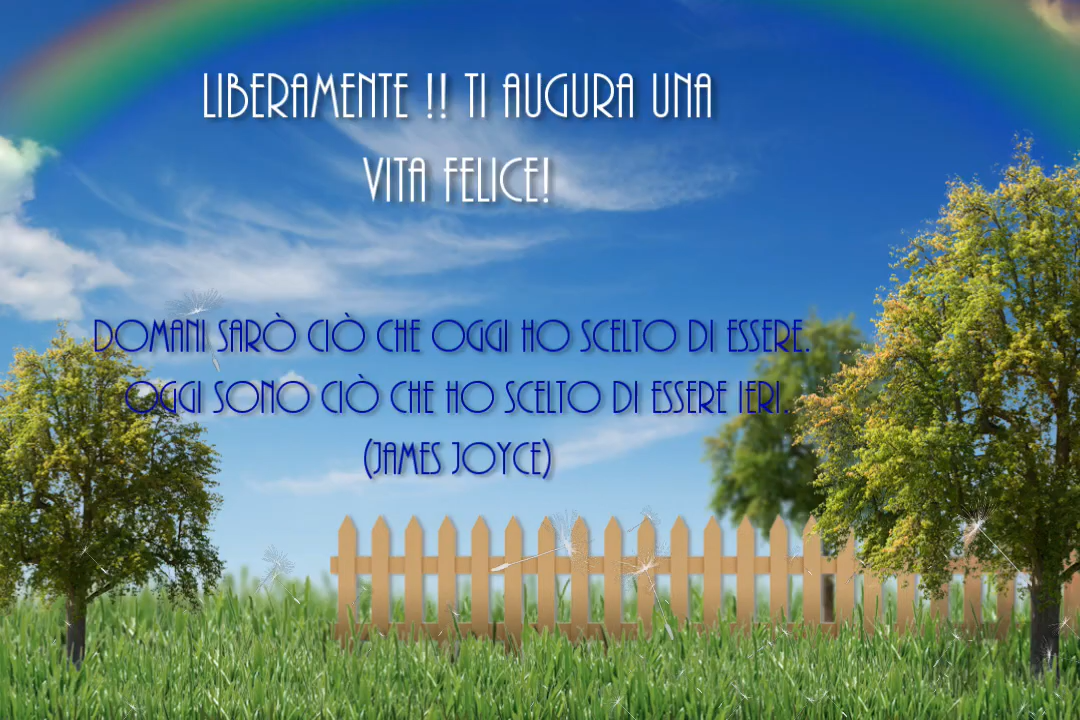 LIBERAMENTE !! TI AUGURA UNA
VITA FELICE!
DOMANI SARÒ CIÒ CHE OGGI HO SCELTO DI ESSERE.
OGGI SONO CIÒ CHE HO SCELTO DI ESSERE IERI.
(JAMES JOYCE)